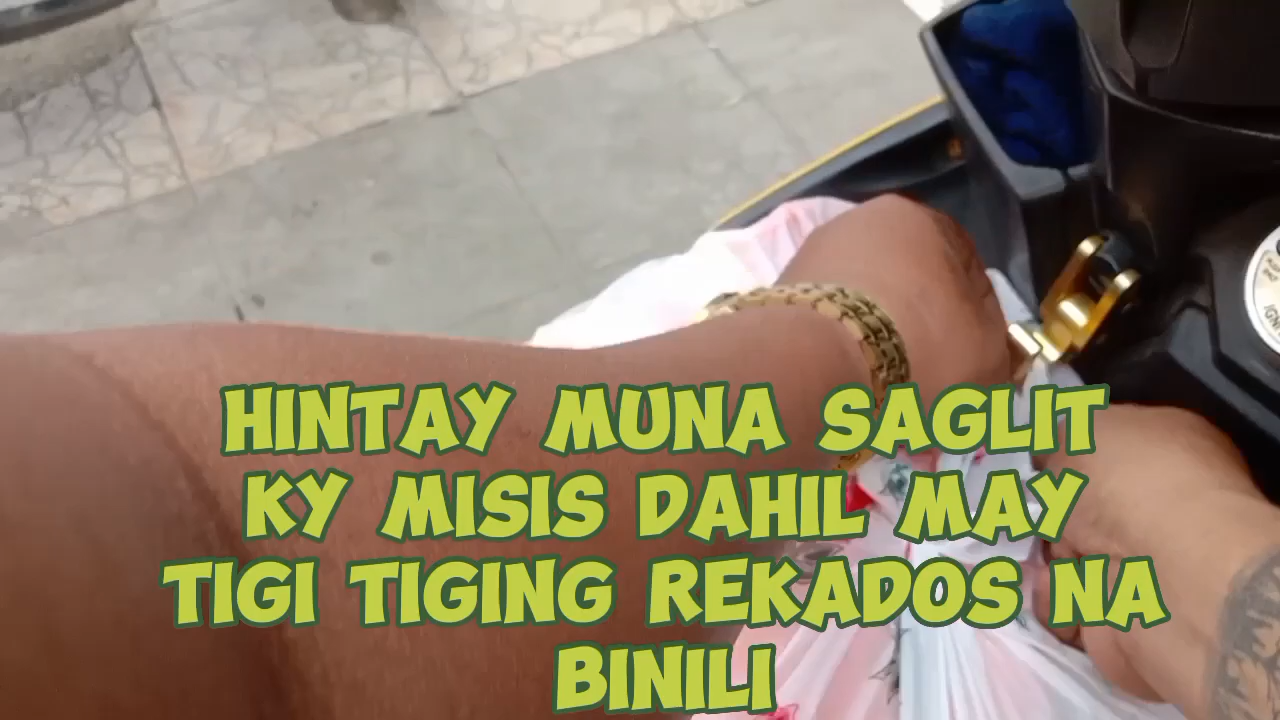 HINTAY MUNA SAGLIT
KY MISIS DAHIL MAY
TIGI TIGING REKADOS NA
BINILI